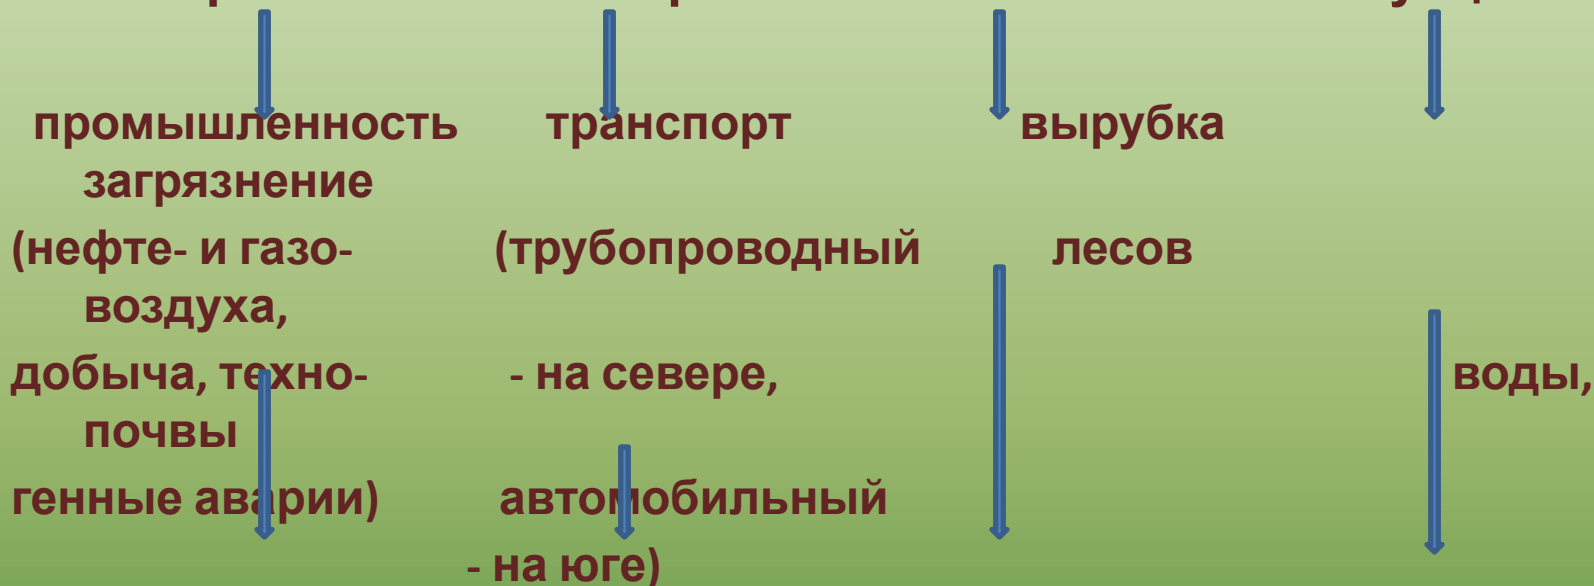 промышленность транспорт вырубка
загрязнение
(нефте- и газо- (трубопроводный лесов
воздуха,
добыча, техно- - на севере, воды,
почвы
генные аварии) автомобильный
- на юге)